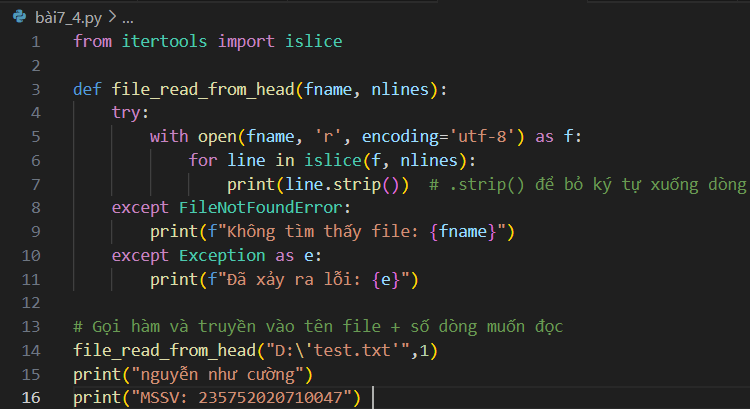 bài7_4.py > ...
1 from itertools import islice
2
3 def file_read_from_head(fname, nlines):
4     try:
5         with open(fname, 'r', encoding='utf-8') as f:
6             for line in islice(f, nlines):
7                 print(line.strip())  # .strip() để bỏ ký tự xuống dòng
8     except FileNotFoundError:
9         print(f"Không tìm thấy file: {fname}")
10     except Exception as e:
11         print(f"Đã xảy ra lỗi: {e}")
12
13 # Gọi hàm và truyền vào tên file + số dòng muốn đọc
14 file_read_from_head("D:\'test.txt'",1)
15 print("nguyễn như cường")
16 print("MSSV: 235752020710047")